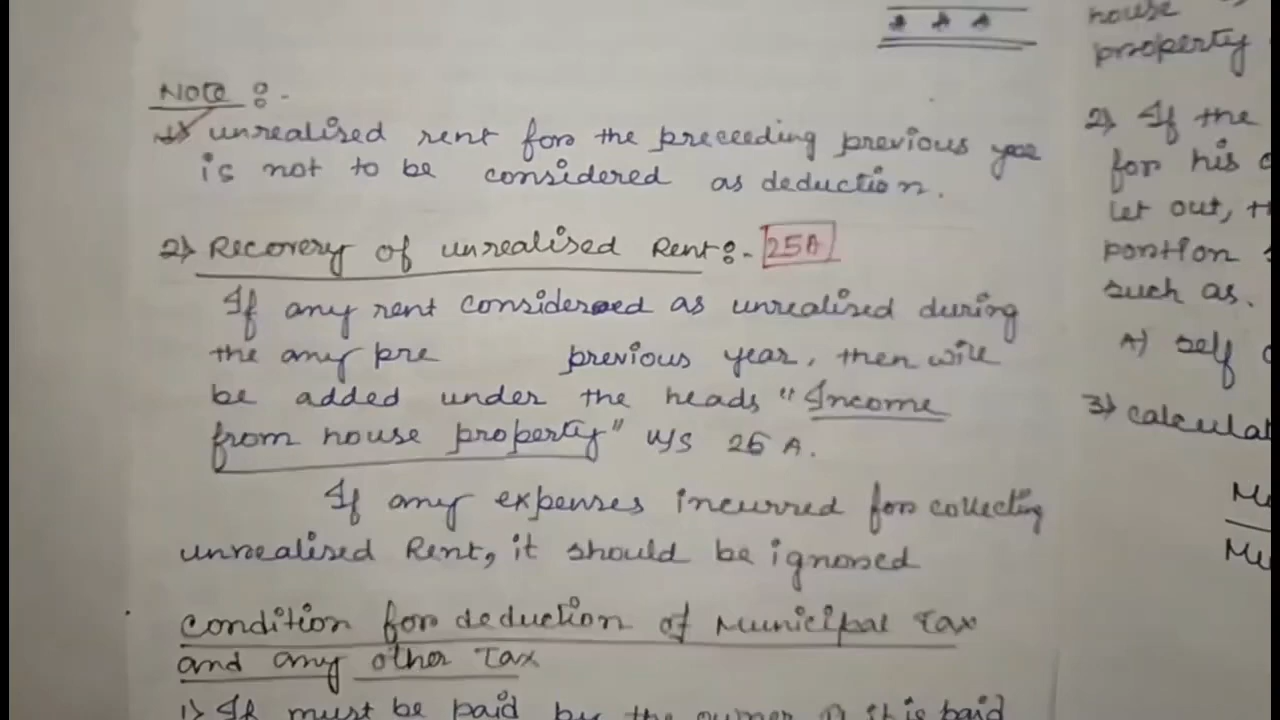 * * *
Note :-
1) unrealised rent for the preceeding previous year
is not to be considered as deduction.
2) Recovery of unrealised Rent:- 25A
If any rent considered as unrealised during
the any pre previous year, then will
be added under the heads "Income
from house property" u/s 25 A.
If any expenses incurred for collecting
unrealised Rent, it should be ignored
Condition for deduction of Municipal Tax
and any other Tax
1) If must be paid by the owner it is paid
house
property
2) If the
for his
let out,
portion
such as.
A) self
3) calculat